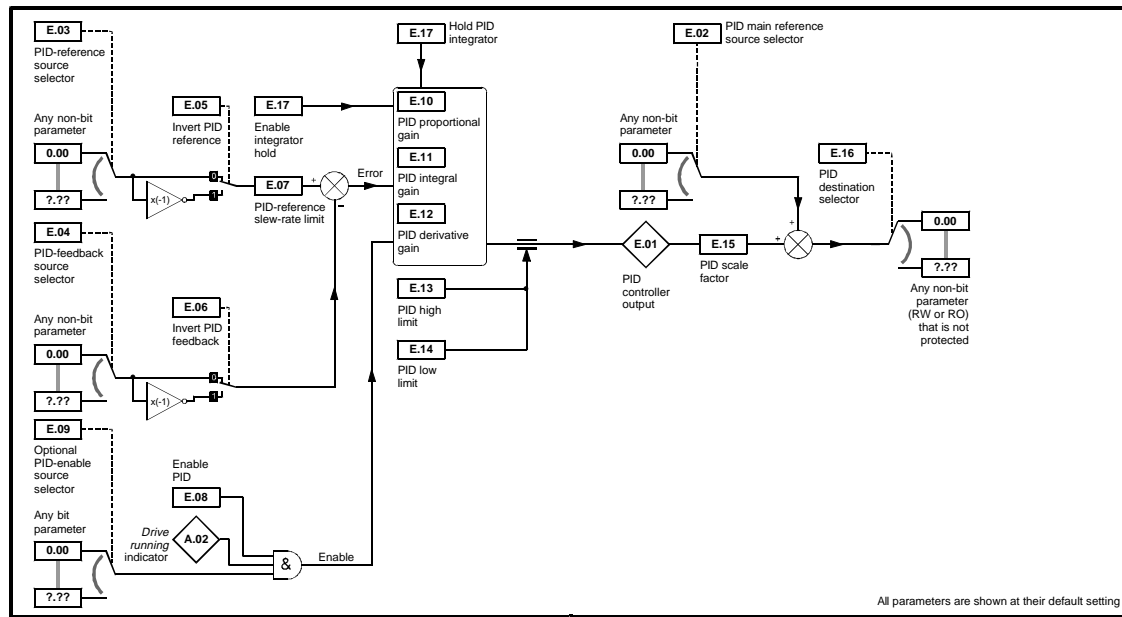 E.03
PID-reference
source
selector
Any non-bit
parameter
0.00
?.??
x(-1)
E.05
Invert PID
reference
0
1
E.17
Enable
integrator
hold
E.07
PID-reference
slew-rate limit
+
–
Error
E.04
PID-feedback
source
selector
Any non-bit
parameter
0.00
?.??
x(-1)
E.06
Invert PID
feedback
0
1
E.09
Optional
PID-enable
source
selector
Any bit
parameter
0.00
?.??
Enable
PID
E.08
Drive
running
indicator
A.02
&
Enable
E.17
Hold PID
integrator
E.10
PID proportional
gain
E.11
PID integral
gain
E.12
PID derivative
gain
E.13
PID high
limit
E.14
PID low
limit
E.02
PID main reference
source selector
Any non-bit
parameter
0.00
?.??
E.01
PID
controller
output
E.15
PID scale
factor
+
+
E.16
PID
destination
selector
0.00
?.??
Any non-bit
parameter
(RW or RO)
that is not
protected
All parameters are shown at their default setting